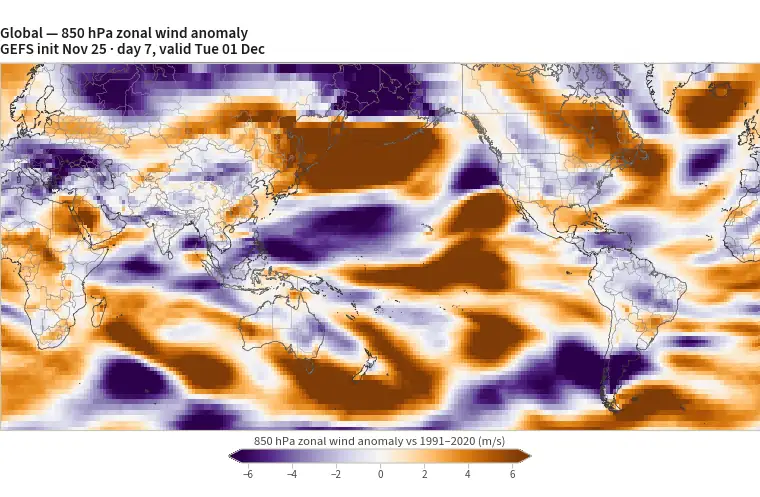 Global — 850 hPa zonal wind anomaly
GEFS init Nov 25 · day 7, valid Tue 01 Dec
850 hPa zonal wind anomaly vs 1991–2020 (m/s)
−6 −4 −2 0 2 4 6